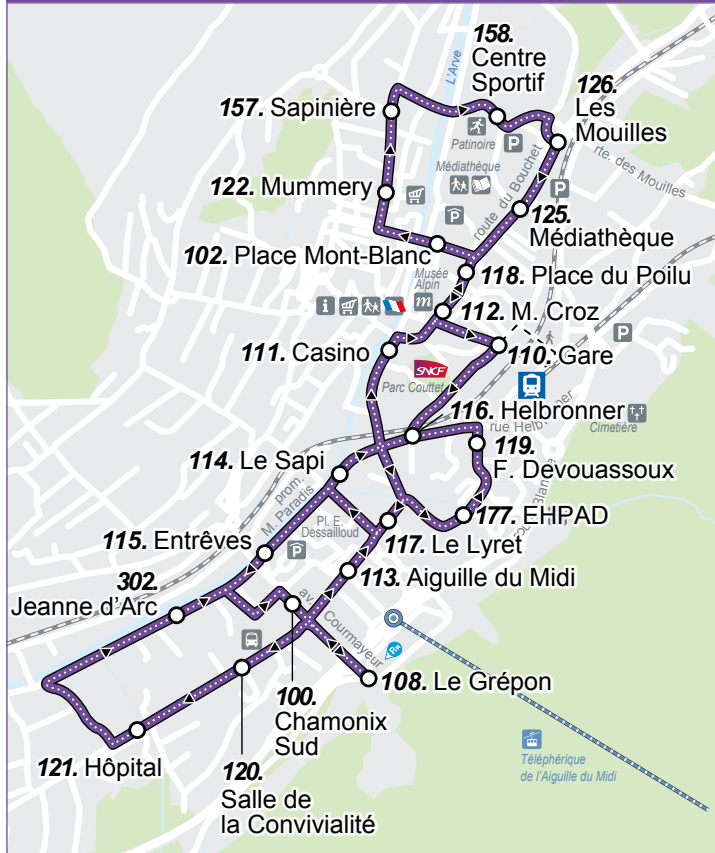 158.
Centre
Sportif
L'Arve
126.
Les
Mouilles
157. Sapinière
Patinoire
P
Médiathèque
P
rte. des Mouilles
route du Bouchet
P
122. Mummery
P
125.
Médiathèque
102. Place Mont-Blanc
Musée
Alpin
m
118. Place du Poilu
i
112. M. Croz
P
111. Casino
SNCF
110. Gare
Parc Couttet
116. Helbronner
rue Helbronner
Cimetière
119.
F. Devouassoux
114. Le Sapi
prom.
M. Paradis
Pl. E.
Dessailloud
P
177. EHPAD
117. Le Lyret
115. Entrêves
113. Aiguille du Midi
302.
Jeanne d'Arc
av. Courmayeur
P+R
108. Le Grépon
100.
Chamonix
Sud
121. Hôpital
120.
Salle de
la Convivialité
Téléphérique
de l'Aiguille du Midi